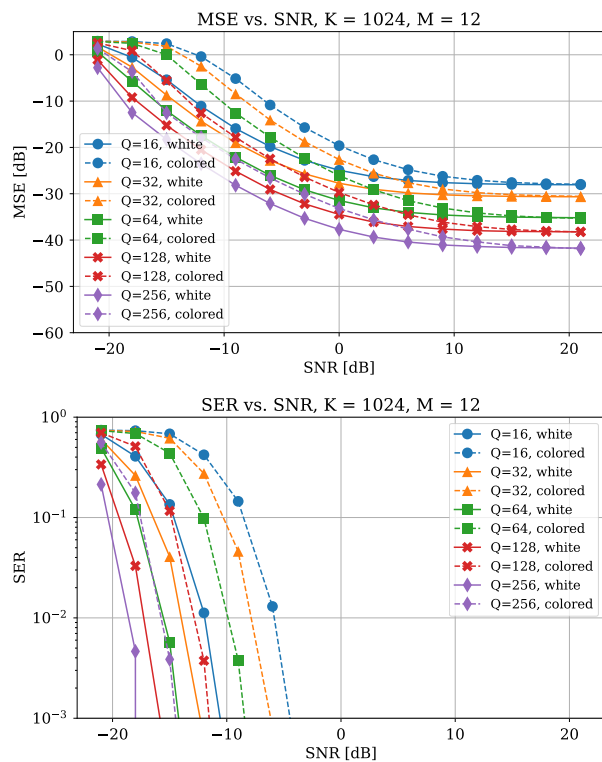 MSE vs. SNR, K = 1024, M = 12
MSE [dB]
0
−10
−20
−30
−40
−50
−60
Q=16, white
Q=16, colored
Q=32, white
Q=32, colored
Q=64, white
Q=64, colored
Q=128, white
Q=128, colored
Q=256, white
Q=256, colored
−20
−10
0
10
20
SNR [dB]
SER vs. SNR, K = 1024, M = 12
SER
10⁰
10⁻¹
10⁻²
10⁻³
Q=16, white
Q=16, colored
Q=32, white
Q=32, colored
Q=64, white
Q=64, colored
Q=128, white
Q=128, colored
Q=256, white
Q=256, colored
−20
−10
0
10
20
SNR [dB]